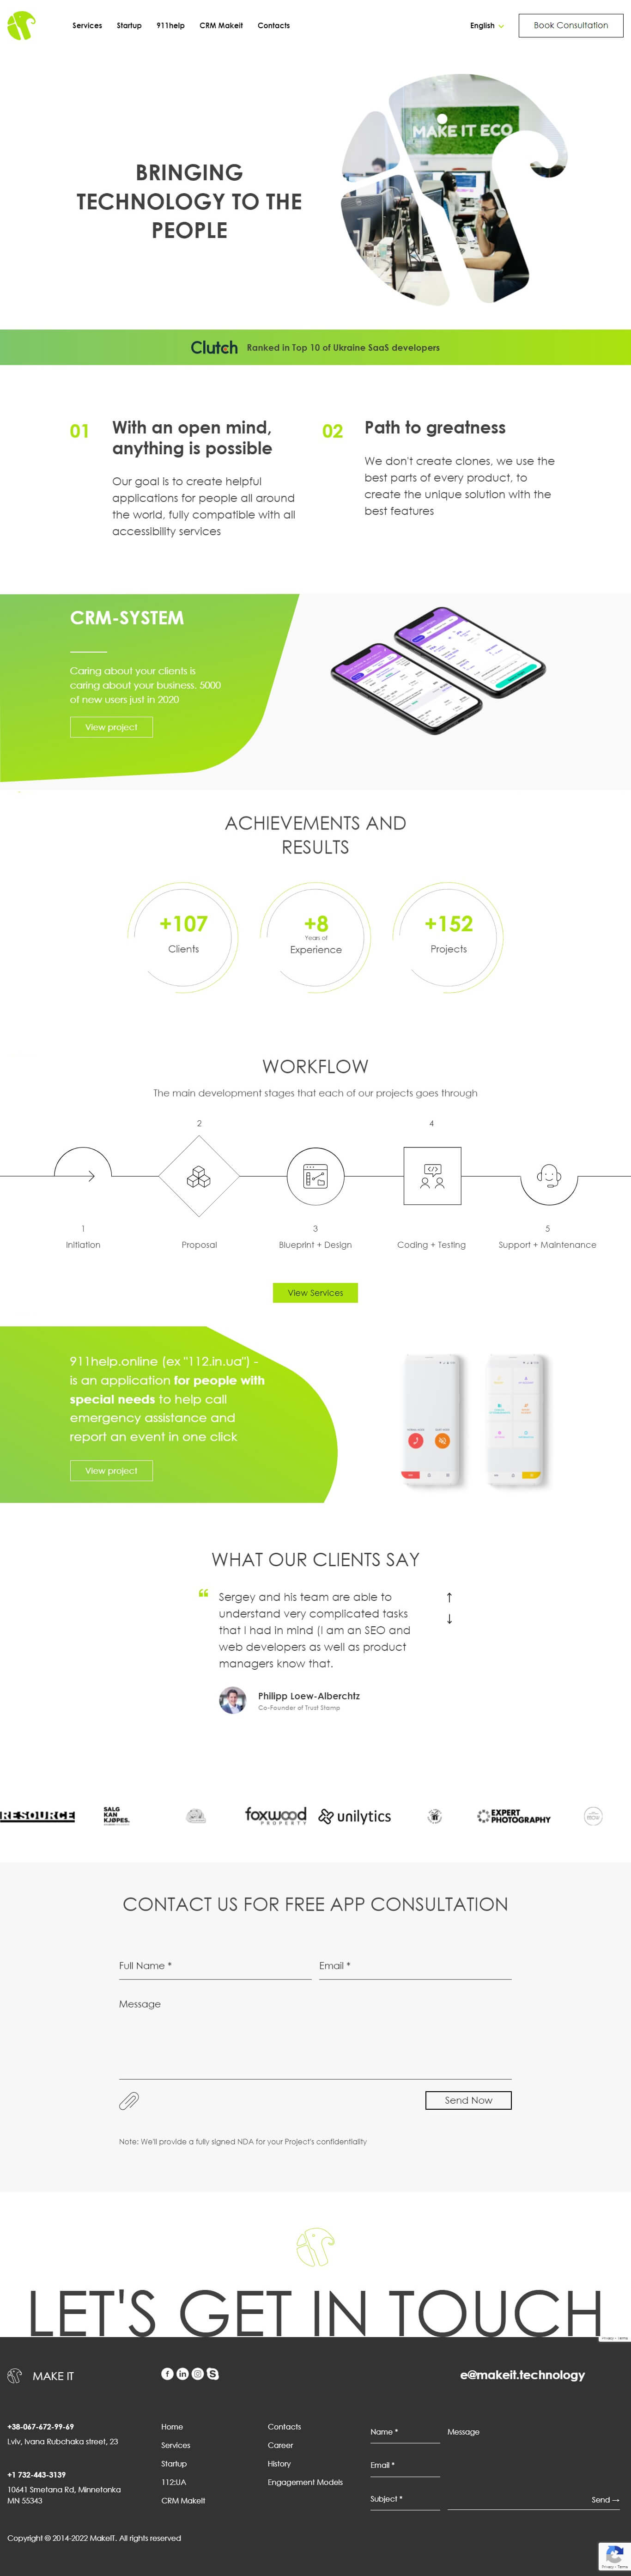 Services Startup 911help CRM Makeit Contacts English Book Consultation
MAKE IT ECO
BRINGING
TECHNOLOGY TO THE
PEOPLE
Clutch Ranked in Top 10 of Ukraine SaaS developers
01 With an open mind,
anything is possible
Our goal is to create helpful
applications for people all around
the world, fully compatible with all
accessibility services
02 Path to greatness
We don't create clones, we use the
best parts of every product, to
create the unique solution with the
best features
CRM-SYSTEM
Caring about your clients is
caring about your business. 5000
of new users just in 2020
View project
ACHIEVEMENTS AND
RESULTS
+107
Clients
+8
Years of
Experience
+152
Projects
WORKFLOW
The main development stages that each of our projects goes through
2 4
1 3 5
Initiation Proposal Blueprint + Design Coding + Testing Support + Maintenance
View Services
911help.online (ex "112.in.ua") -
is an application for people with
special needs to help call
emergency assistance and
report an event in one click
View project
WHAT OUR CLIENTS SAY
Sergey and his team are able to
understand very complicated tasks
that I had in mind (I am an SEO and
web developers as well as product
managers know that.
Philipp Loew-Alberchtz
Co-Founder of Trust Stamp
RESOURCE
SALG
KAN
KJØPES.
foxwood
PROPERTY
unilytics
EXPERT
PHOTOGRAPHY
CONTACT US FOR FREE APP CONSULTATION
Full Name * Email *
Message
Send Now
Note: We'll provide a fully signed NDA for your Project's confidentiality
LET'S GET IN TOUCH
Privacy - Terms
MAKE IT
e@makeit.technology
+38-067-672-99-69
Lviv, Ivana Rubchaka street, 23
+1 732-443-3139
10641 Smetana Rd, Minnetonka
MN 55343
Home
Services
Startup
112:UA
CRM MakeIt
Contacts
Career
History
Engagement Models
Name *
Email *
Subject *
Message
Send →
Copyright © 2014-2022 MakeIT. All rights reserved
Privacy - Terms